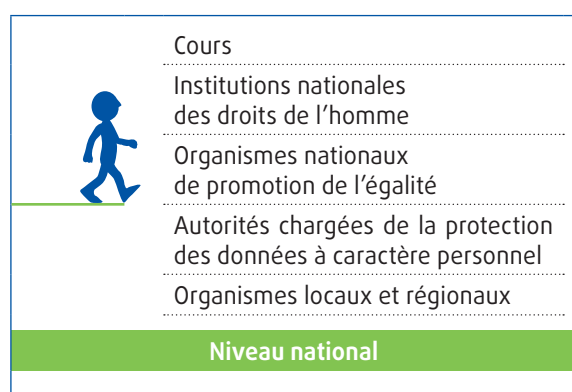 Cours
Institutions nationales
des droits de l’homme
Organismes nationaux
de promotion de l’égalité
Autorités chargées de la protection
des données à caractère personnel
Organismes locaux et régionaux
Niveau national